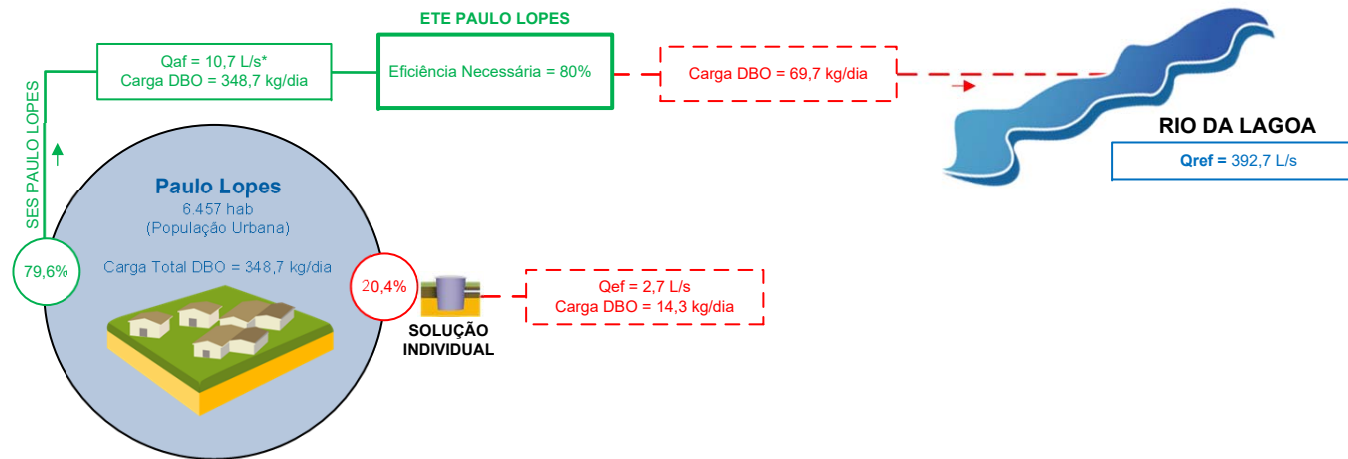 ETE PAULO LOPES
Qaf = 10,7 L/s*
Carga DBO = 348,7 kg/dia
Eficiência Necessária = 80%
Carga DBO = 69,7 kg/dia
RIO DA LAGOA
Qref = 392,7 L/s
SES PAULO LOPES
Paulo Lopes
6.457 hab
(População Urbana)
Carga Total DBO = 348,7 kg/dia
79,6%
20,4%
SOLUÇÃO
INDIVIDUAL
Qef = 2,7 L/s
Carga DBO = 14,3 kg/dia